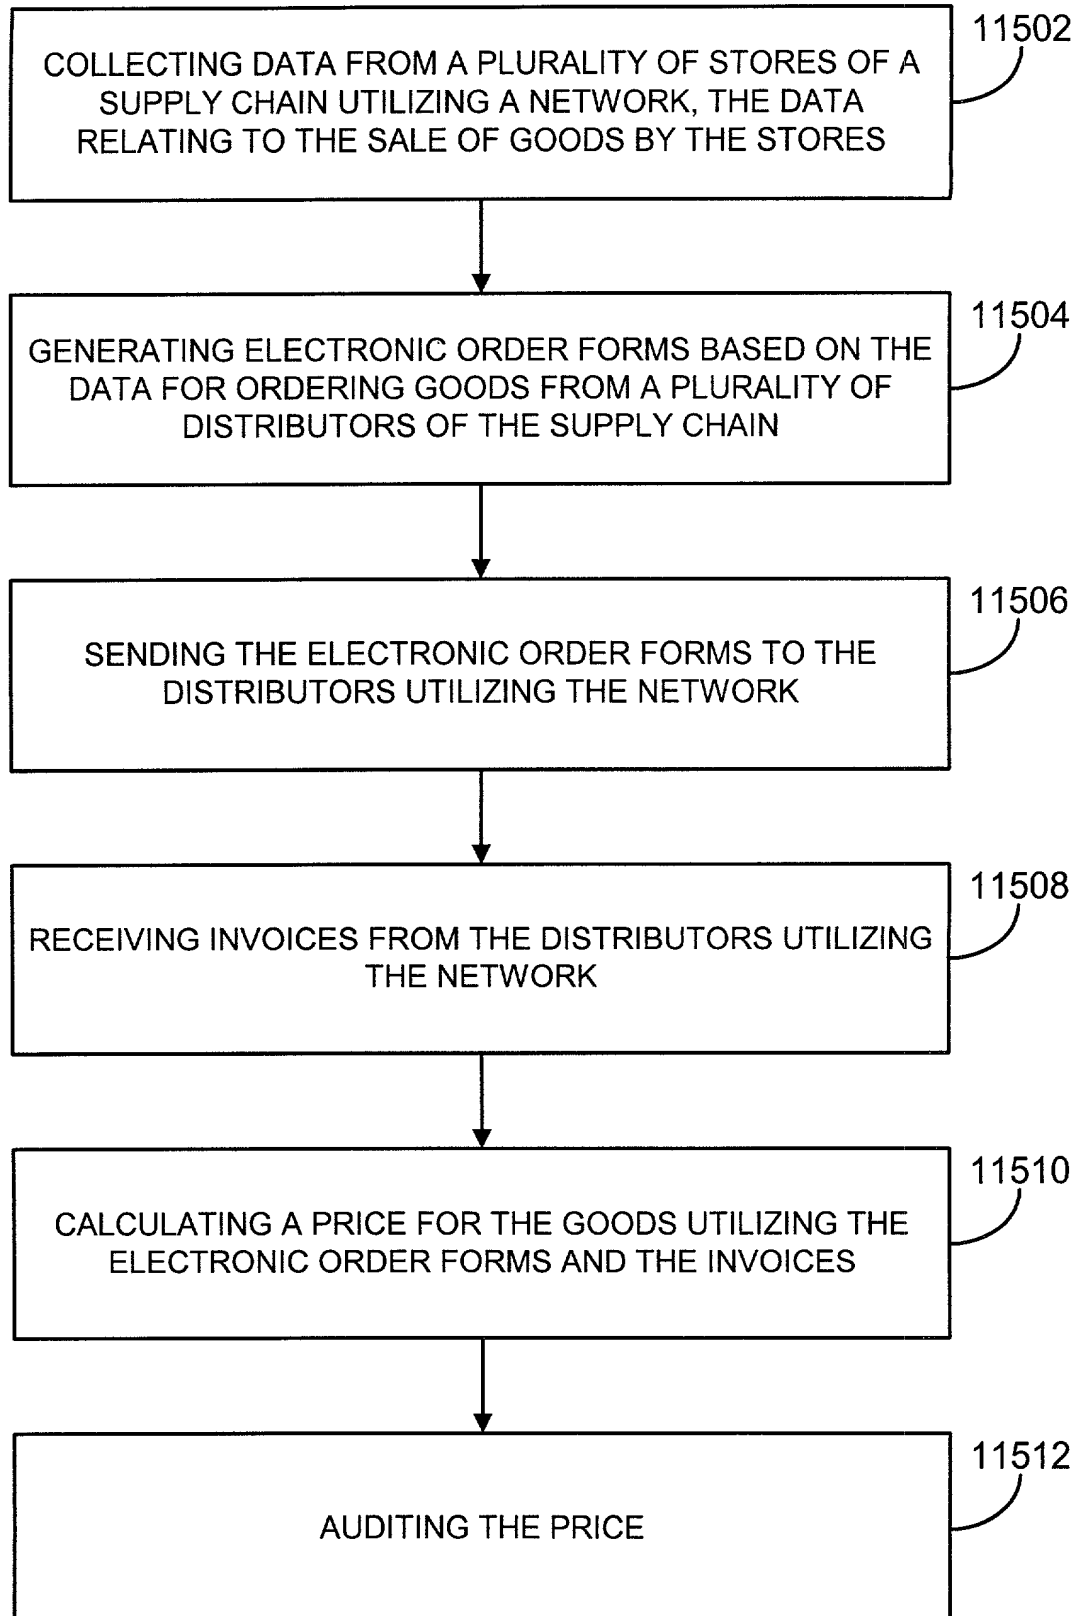 11502
COLLECTING DATA FROM A PLURALITY OF STORES OF A
SUPPLY CHAIN UTILIZING A NETWORK, THE DATA
RELATING TO THE SALE OF GOODS BY THE STORES
11504
GENERATING ELECTRONIC ORDER FORMS BASED ON THE
DATA FOR ORDERING GOODS FROM A PLURALITY OF
DISTRIBUTORS OF THE SUPPLY CHAIN
11506
SENDING THE ELECTRONIC ORDER FORMS TO THE
DISTRIBUTORS UTILIZING THE NETWORK
11508
RECEIVING INVOICES FROM THE DISTRIBUTORS UTILIZING
THE NETWORK
11510
CALCULATING A PRICE FOR THE GOODS UTILIZING THE
ELECTRONIC ORDER FORMS AND THE INVOICES
11512
AUDITING THE PRICE